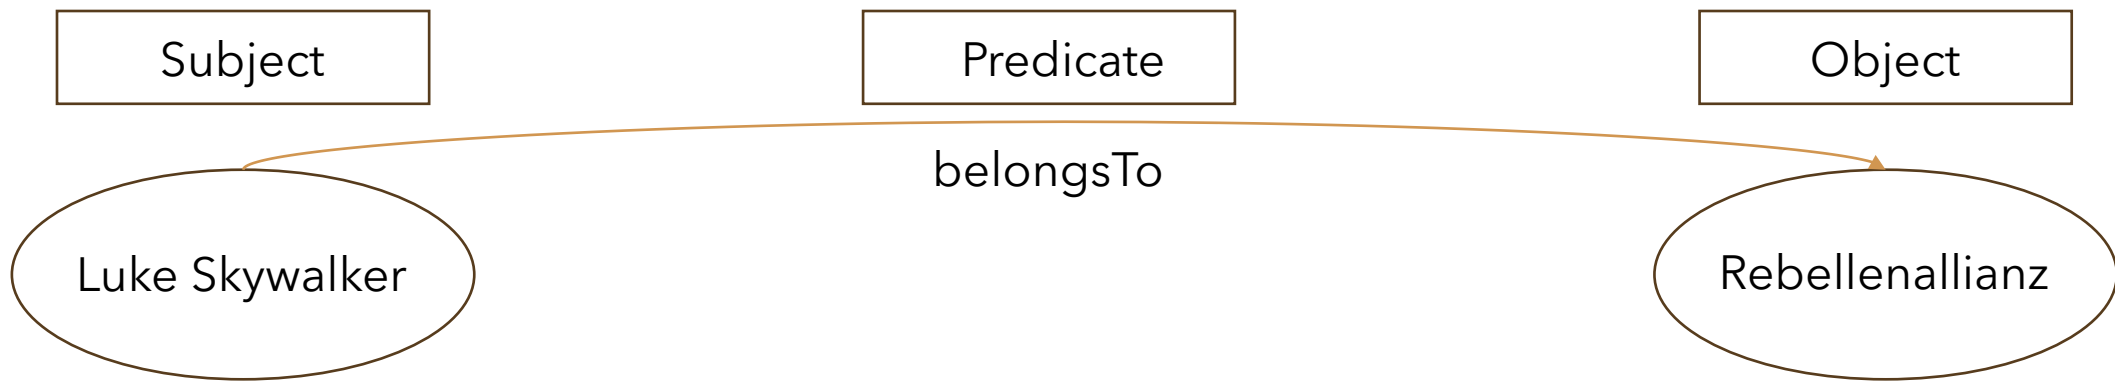 Subject
Predicate
Object
belongsTo
Luke Skywalker
Rebellenallianz